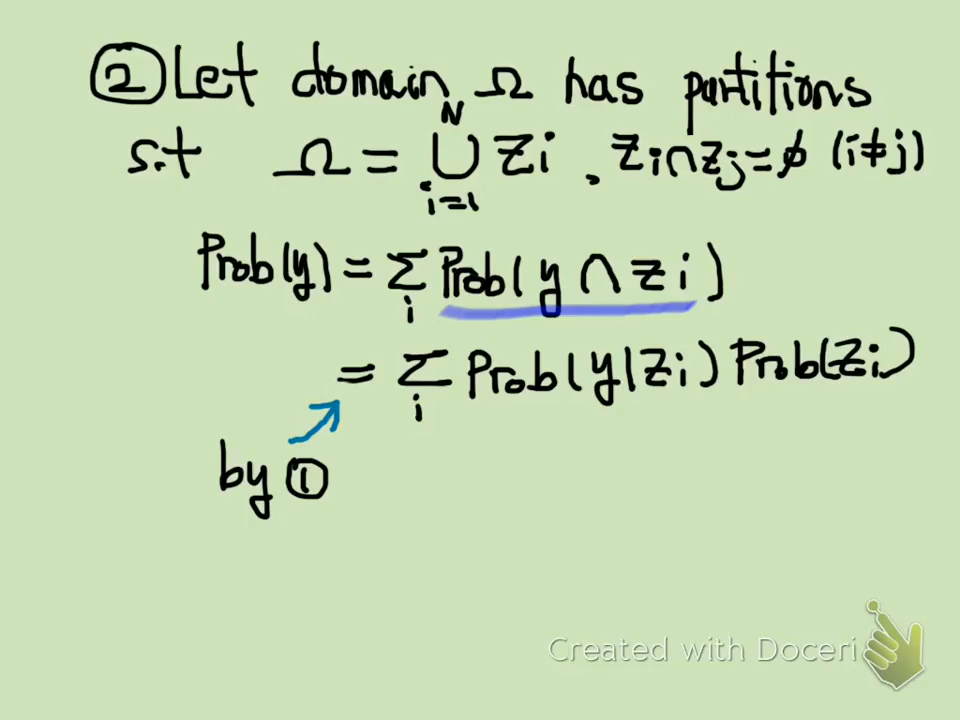 ② Let domain Ω has partitions
s.t Ω = ⋃_{i=1}^{N} Zi , Zi∩Zj=ϕ (i≠j)
Prob(y) = Σ_i Prob(y ∩ Zi)
= Σ_i Prob(y|Zi) Prob(Zi)
by ①
Created with Doceri